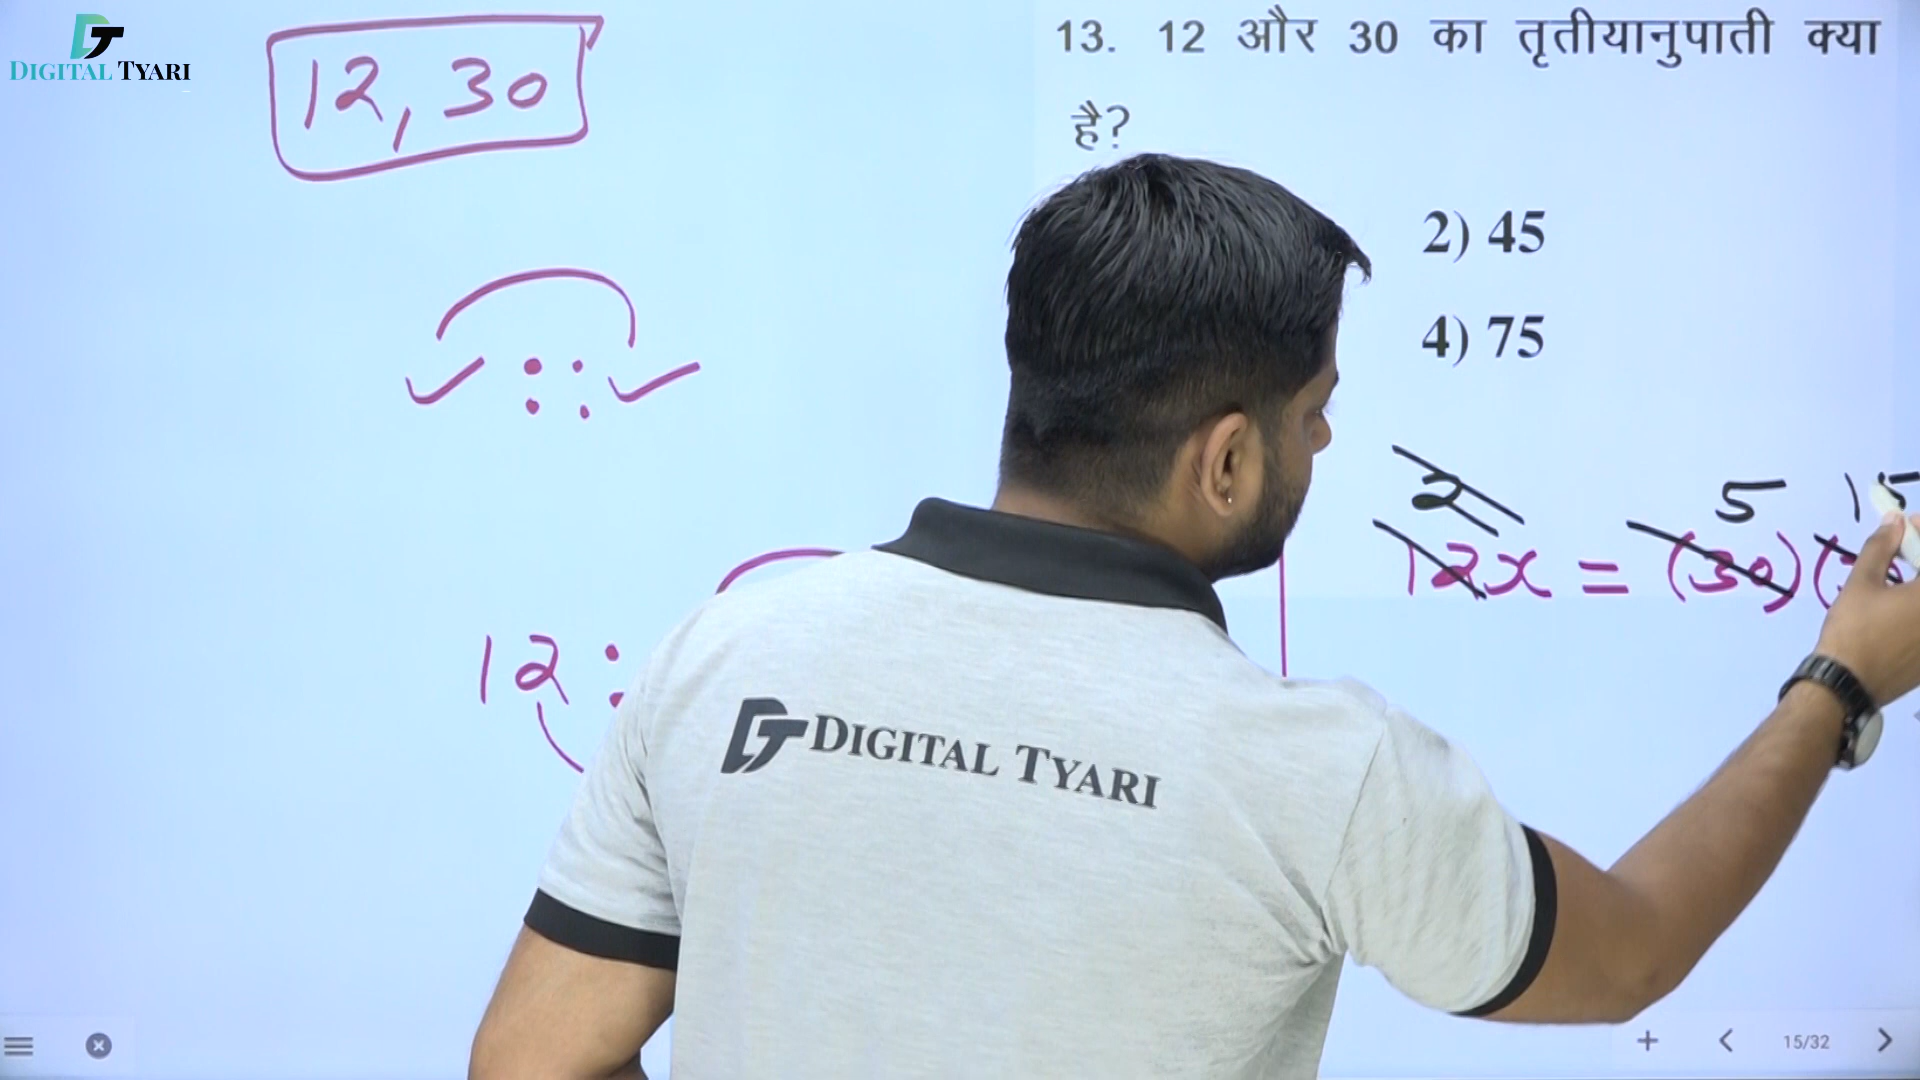 DIGITAL TYARI
12, 30
13. 12 और 30 का तृतीयानुपाती क्या
है?
2) 45
4) 75
::
2 5 15
12x = (30)(
12 :
DIGITAL TYARI
15/32